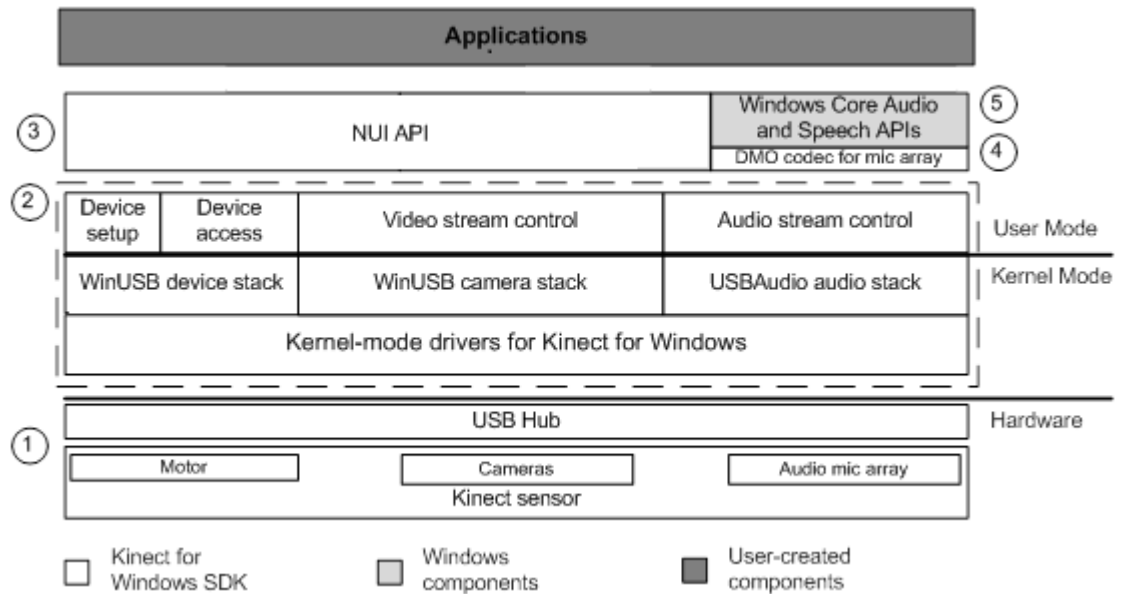 Applications
3
NUI API
Windows Core Audio
and Speech APIs
5
DMO codec for mic array
4
2
Device
setup
Device
access
Video stream control
Audio stream control
User Mode
WinUSB device stack
WinUSB camera stack
USBAudio audio stack
Kernel Mode
Kernel-mode drivers for Kinect for Windows
USB Hub
Hardware
1
Motor
Cameras
Audio mic array
Kinect sensor
Kinect for
Windows SDK
Windows
components
User-created
components